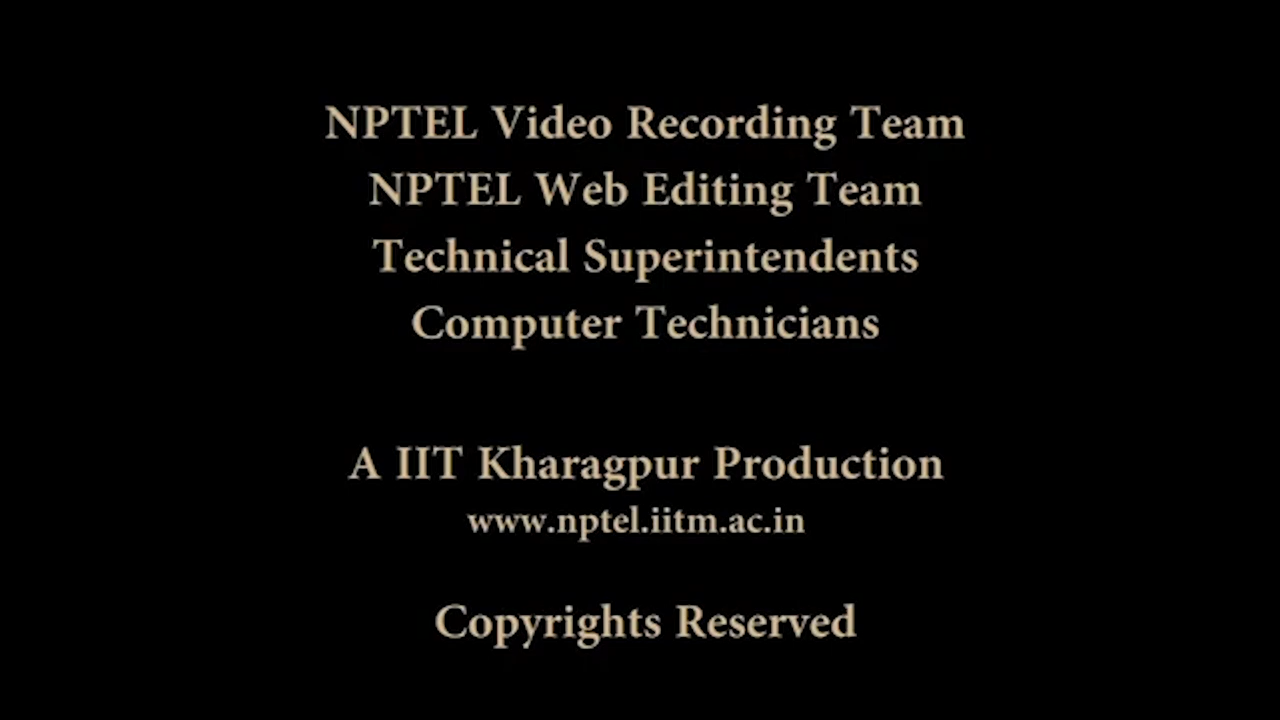 NPTEL Video Recording Team
NPTEL Web Editing Team
Technical Superintendents
Computer Technicians
A IIT Kharagpur Production
www.nptel.iitm.ac.in
Copyrights Reserved